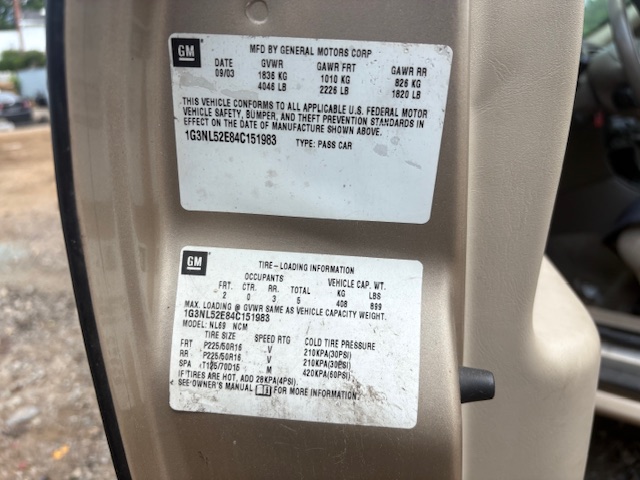 GM
MFD BY GENERAL MOTORS CORP
DATE GVWR GAWR FRT GAWR RR
09/03 1836 KG 1010 KG 826 KG
4046 LB 2226 LB 1820 LB
THIS VEHICLE CONFORMS TO ALL APPLICABLE U.S. FEDERAL MOTOR
VEHICLE SAFETY, BUMPER, AND THEFT PREVENTION STANDARDS IN
EFFECT ON THE DATE OF MANUFACTURE SHOWN ABOVE.
1G3NL52E84C151983 TYPE: PASS CAR
GM
TIRE-LOADING INFORMATION
OCCUPANTS VEHICLE CAP. WT.
FRT. CTR. RR. TOTAL KG LBS
2 0 3 5 408 899
MAX. LOADING @ GVWR SAME AS VEHICLE CAPACITY WEIGHT.
1G3NL52E84C151983
MODEL: NL69 NCM
TIRE SIZE SPEED RTG COLD TIRE PRESSURE
FRT P225/50R16 V 210KPA(30PSI)
RR P225/50R16 V 210KPA(30PSI)
SPA T125/70D15 M 420KPA(60PSI)
IF TIRES ARE HOT, ADD 28KPA(4PSI).
SEE OWNER'S MANUAL FOR MORE INFORMATION.